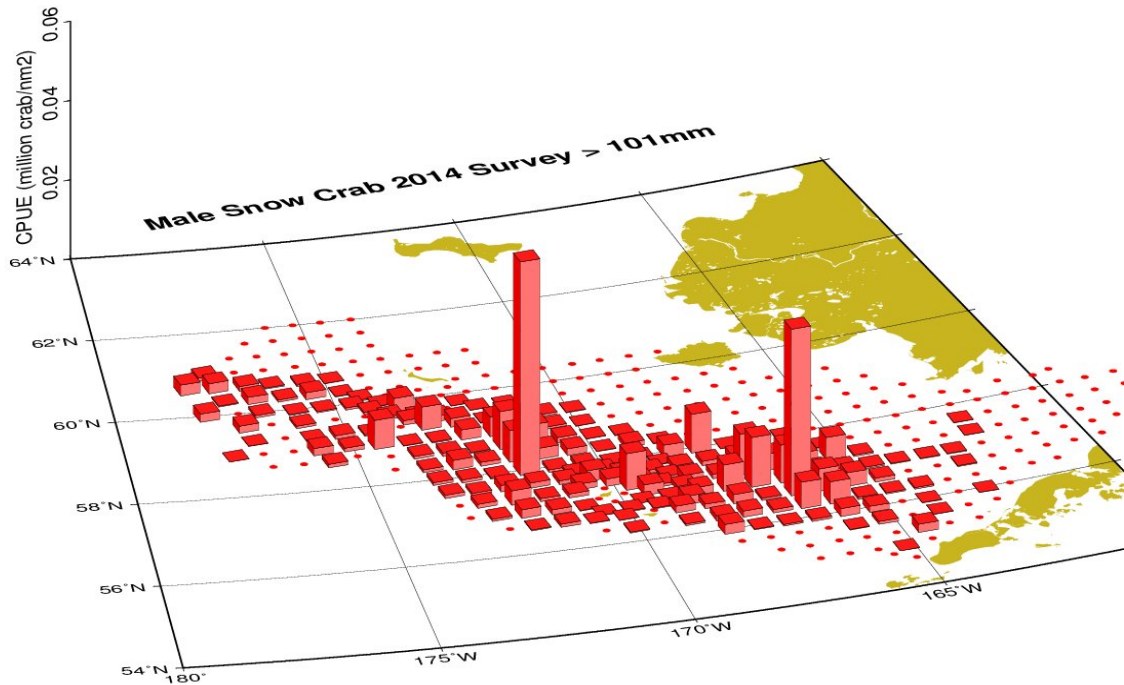 0.06
0.04
0.02
CPUE (million crab/nm2)
Male Snow Crab 2014 Survey > 101mm
64˚N
62˚N
60˚N
58˚N
56˚N
54˚N
180˚
175˚W
170˚W
165˚W